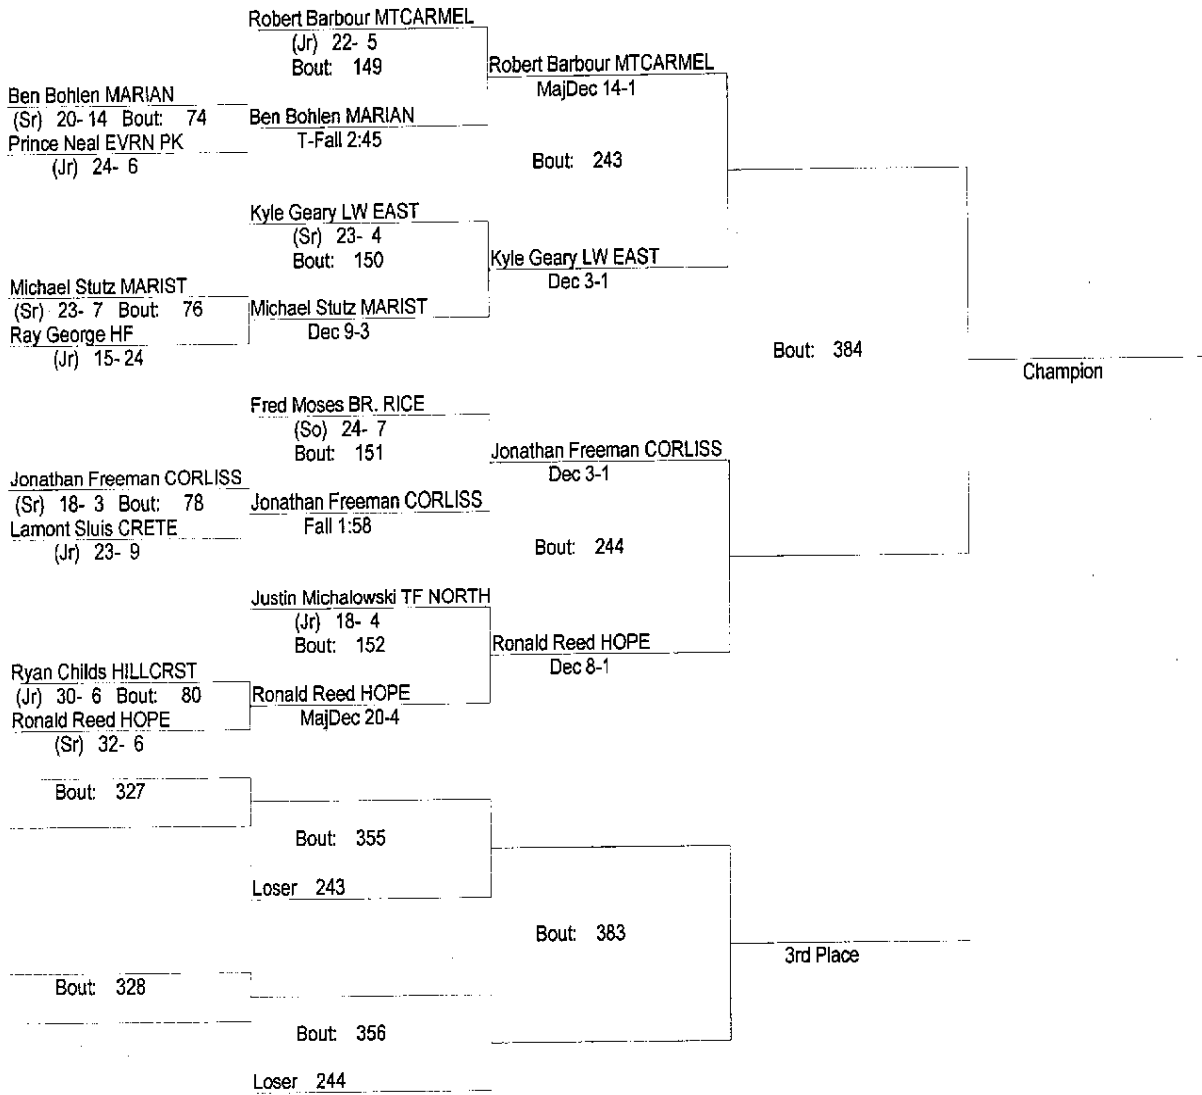 Robert Barbour MTCARMEL
(Jr) 22- 5
Bout: 149
Robert Barbour MTCARMEL
MajDec 14-1
Ben Bohlen MARIAN
(Sr) 20- 14 Bout: 74
Prince Neal EVRN PK
(Jr) 24- 6
Ben Bohlen MARIAN
T-Fall 2:45
Bout: 243
Kyle Geary LW EAST
(Sr) 23- 4
Bout: 150
Kyle Geary LW EAST
Dec 3-1
Michael Stutz MARIST
(Sr) 23- 7 Bout: 76
Ray George HF
(Jr) 15- 24
Michael Stutz MARIST
Dec 9-3
Bout: 384
Champion
Fred Moses BR. RICE
(So) 24- 7
Bout: 151
Jonathan Freeman CORLISS
Dec 3-1
Jonathan Freeman CORLISS
(Sr) 18- 3 Bout: 78
Lamont Sluis CRETE
(Jr) 23- 9
Jonathan Freeman CORLISS
Fall 1:58
Bout: 244
Justin Michalowski TF NORTH
(Jr) 18- 4
Bout: 152
Ronald Reed HOPE
Dec 8-1
Ryan Childs HILLCRST
(Jr) 30- 6 Bout: 80
Ronald Reed HOPE
(Sr) 32- 6
Ronald Reed HOPE
MajDec 20-4
Bout: 327
Bout: 355
Loser 243
Bout: 383
3rd Place
Bout: 328
Bout: 356
Loser 244